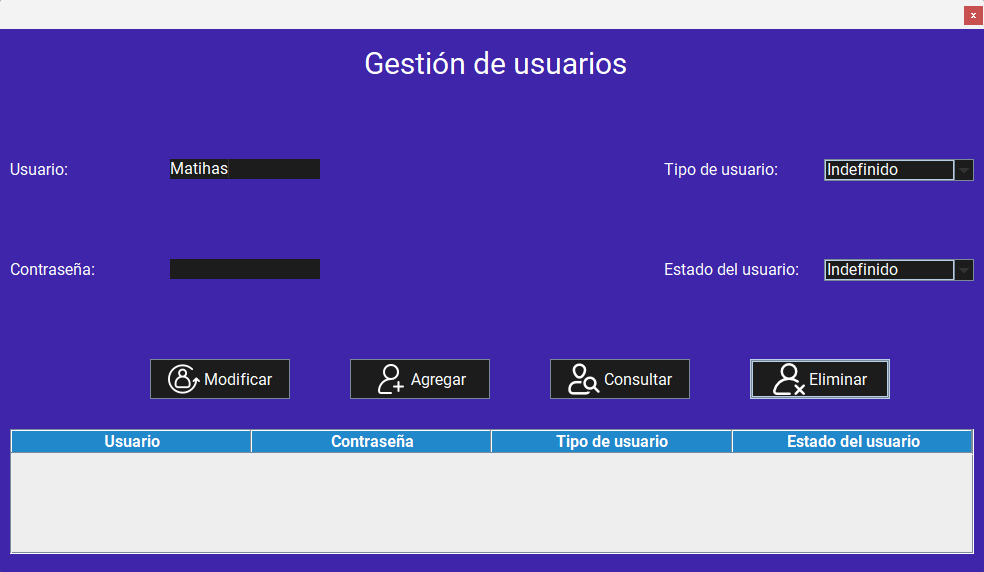 x
Gestión de usuarios
Usuario: Matihas Tipo de usuario: Indefinido
Contraseña: Estado del usuario: Indefinido
Modificar Agregar Consultar Eliminar
Usuario Contraseña Tipo de usuario Estado del usuario